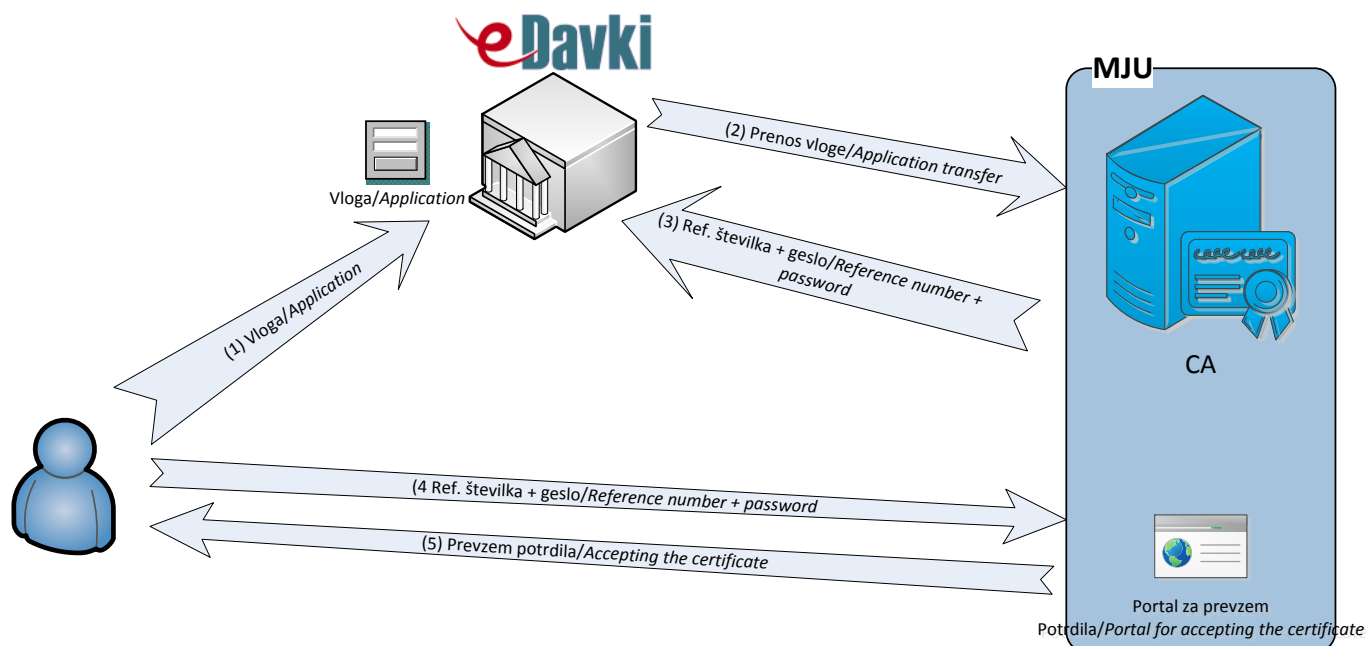 eDavki
MJU
(2) Prenos vloge/Application transfer
Vloga/Application
(3) Ref. številka + geslo/Reference number +
password
(1) Vloga/Application
CA
(4 Ref. številka + geslo/Reference number + password
(5) Prevzem potrdila/Accepting the certificate
Portal za prevzem
Potrdila/Portal for accepting the certificate